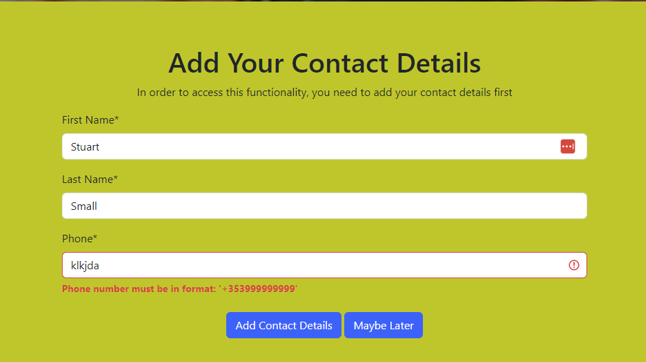 Add Your Contact Details
In order to access this functionality, you need to add your contact details first
First Name*
Stuart
Last Name*
Small
Phone*
klkjda
Phone number must be in format: '+353999999999'
Add Contact Details Maybe Later